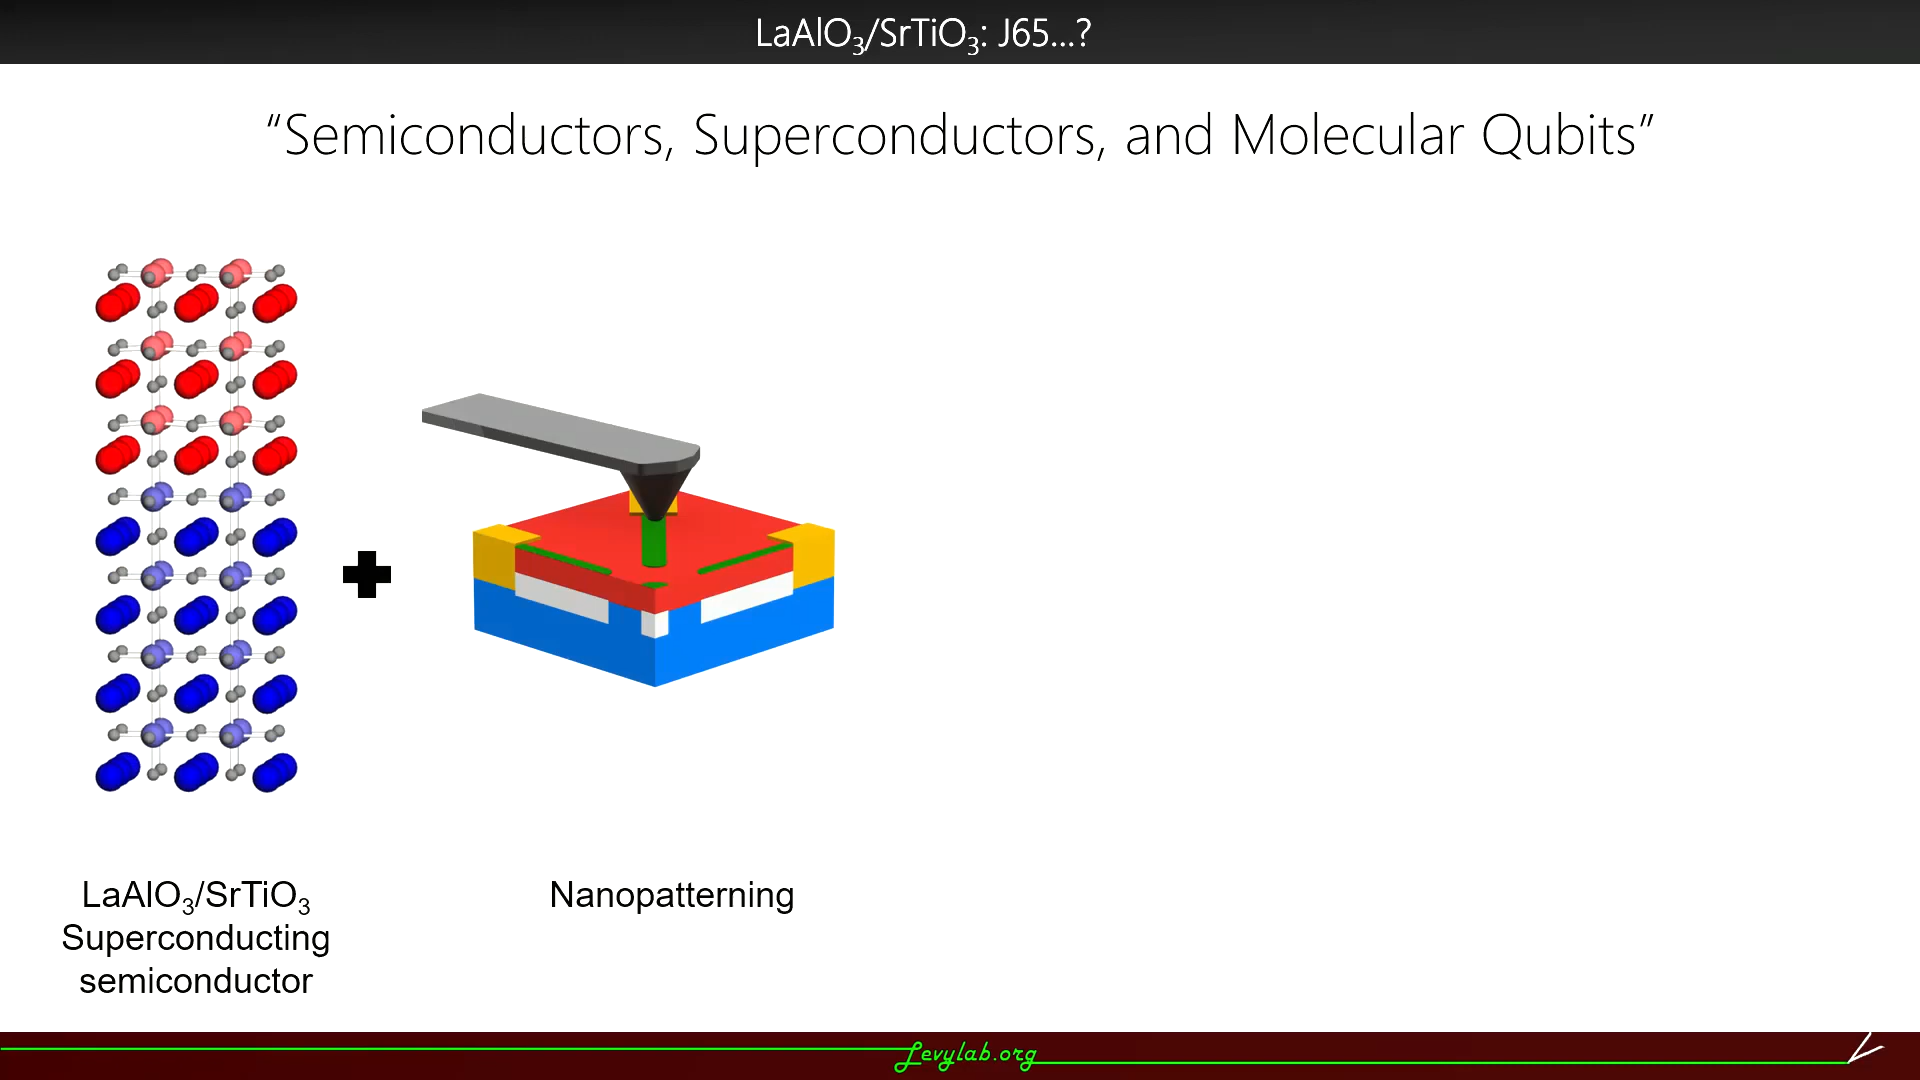 LaAlO₃/SrTiO₃: J65...?
“Semiconductors, Superconductors, and Molecular Qubits”
LaAlO₃/SrTiO₃
Superconducting
semiconductor
Nanopatterning
Levylab.org